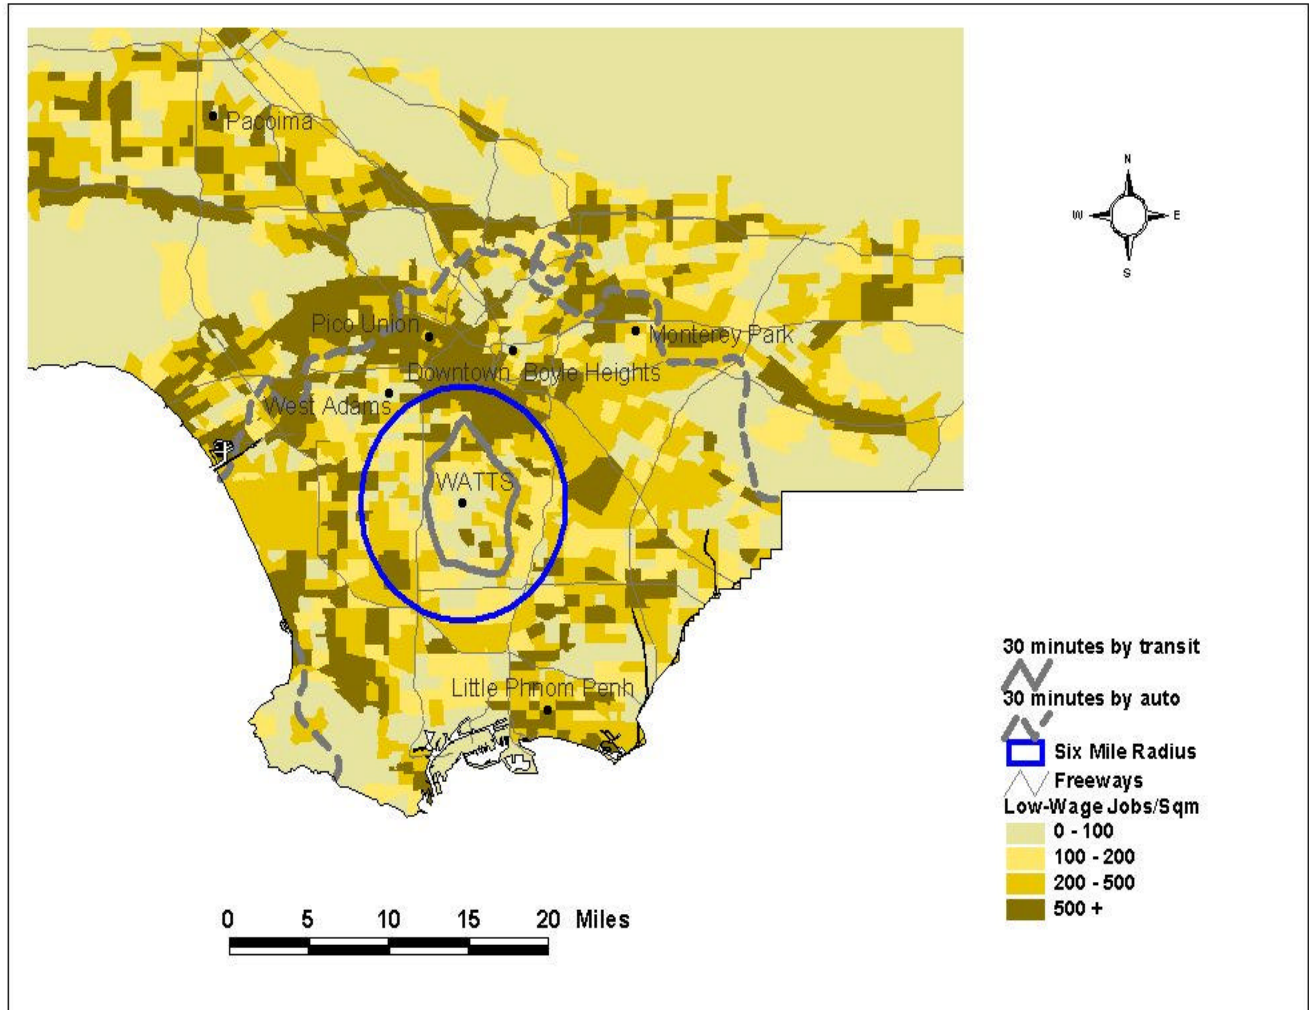 Pacoima
Pico Union
Monterey Park
Downtown Boyle Heights
West Adams
WATTS
Little Phnom Penh
N
W E
S
30 minutes by transit
30 minutes by auto
Six Mile Radius
Freeways
Low-Wage Jobs/Sqm
0 - 100
100 - 200
200 - 500
500 +
0 5 10 15 20 Miles